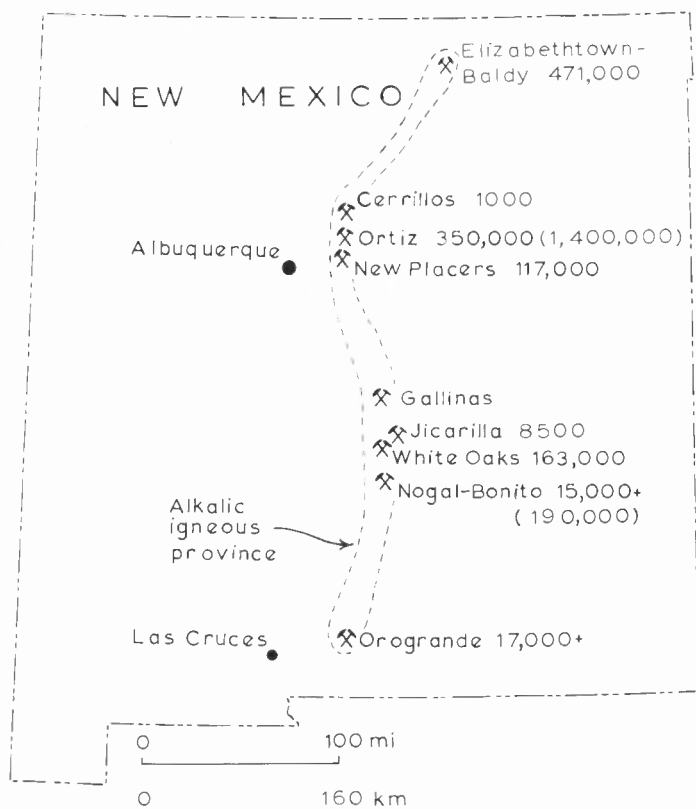 Elizabethtown-
Baldy 471,000
NEW MEXICO
Cerrillos 1000
Ortiz 350,000(1,400,000)
Albuquerque
New Placers 117,000
Gallinas
Jicarilla 8500
White Oaks 163,000
Nogal-Bonito 15,000+
(190,000)
Alkalic
igneous
province
Las Cruces
Orogrande 17,000+
0 100 mi
0 160 km